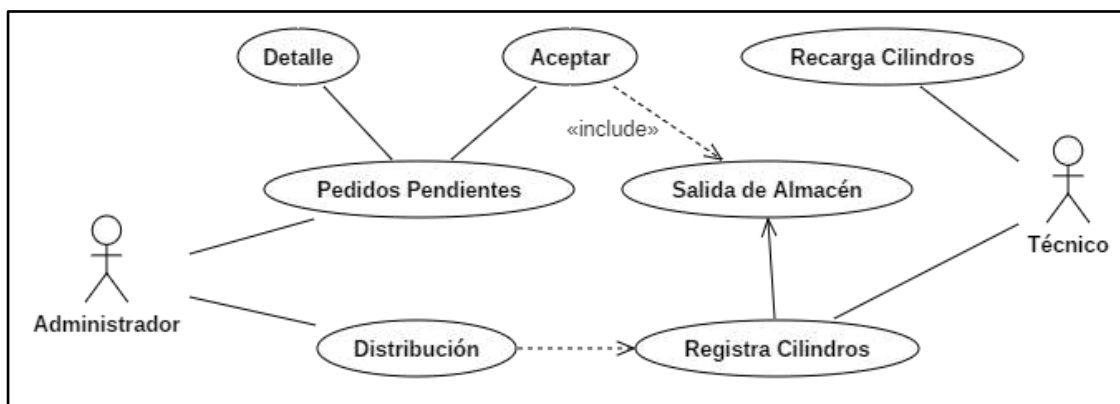 Detalle
Aceptar
Recarga Cilindros
«include»
Pedidos Pendientes
Salida de Almacén
Técnico
Administrador
Distribución
Registra Cilindros